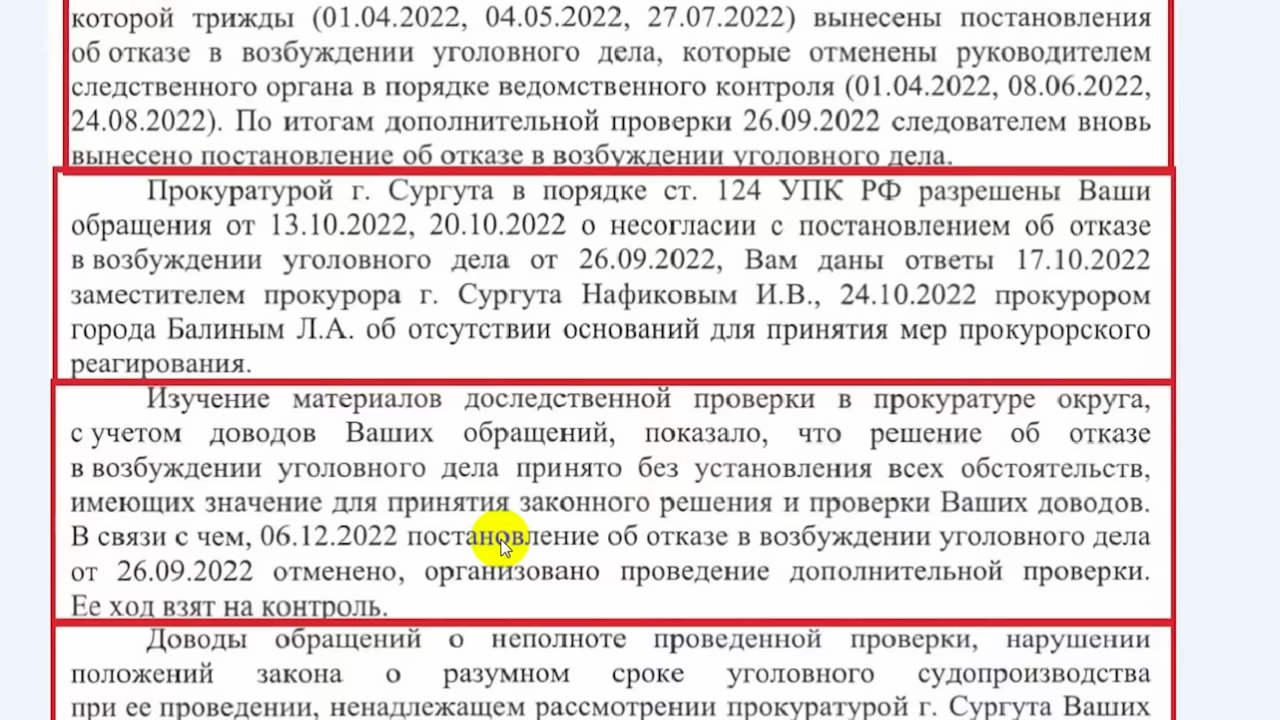 которой трижды (01.04.2022, 04.05.2022, 27.07.2022) вынесены постановления
об отказе в возбуждении уголовного дела, которые отменены руководителем
следственного органа в порядке ведомственного контроля (01.04.2022, 08.06.2022,
24.08.2022). По итогам дополнительной проверки 26.09.2022 следователем вновь
вынесено постановление об отказе в возбуждении уголовного дела.
Прокуратурой г. Сургута в порядке ст. 124 УПК РФ разрешены Ваши
обращения от 13.10.2022, 20.10.2022 о несогласии с постановлением об отказе
в возбуждении уголовного дела от 26.09.2022, Вам даны ответы 17.10.2022
заместителем прокурора г. Сургута Нафиковым И.В., 24.10.2022 прокурором
города Балиным Л.А. об отсутствии оснований для принятия мер прокурорского
реагирования.
Изучение материалов доследственной проверки в прокуратуре округа,
с учетом доводов Ваших обращений, показало, что решение об отказе
в возбуждении уголовного дела принято без установления всех обстоятельств,
имеющих значение для принятия законного решения и проверки Ваших доводов.
В связи с чем, 06.12.2022 постановление об отказе в возбуждении уголовного дела
от 26.09.2022 отменено, организовано проведение дополнительной проверки.
Ее ход взят на контроль.
Доводы обращений о неполноте проведенной проверки, нарушении
положений закона о разумном сроке уголовного судопроизводства
при ее проведении, ненадлежащем рассмотрении прокуратурой г. Сургута Ваших